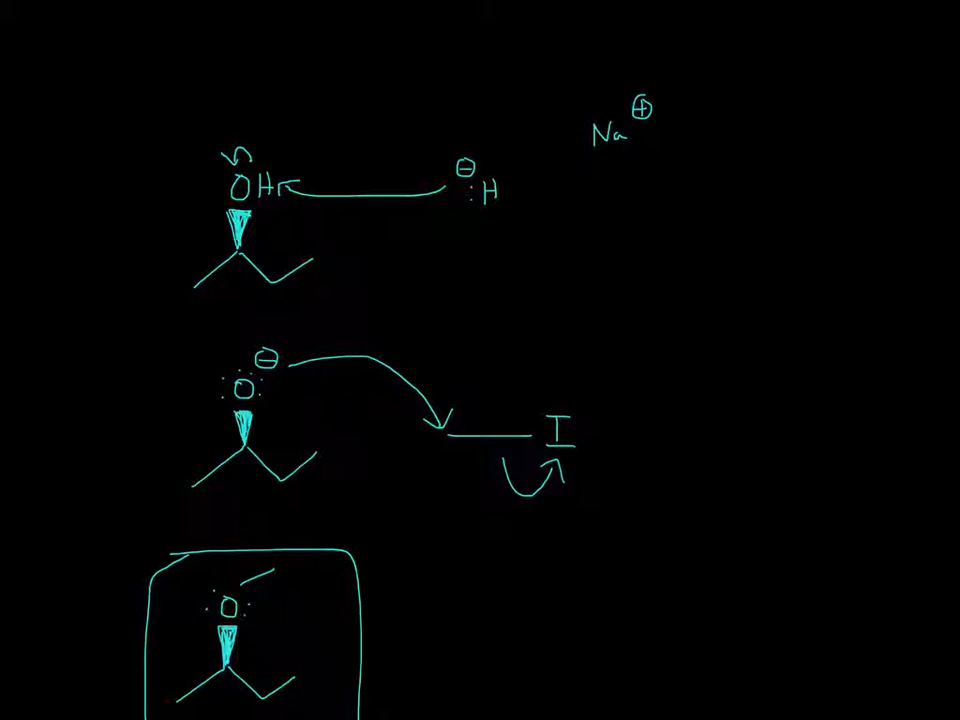 Na ⊕
OH ⊖ :H
⊖
:Ö:
I
:Ö: